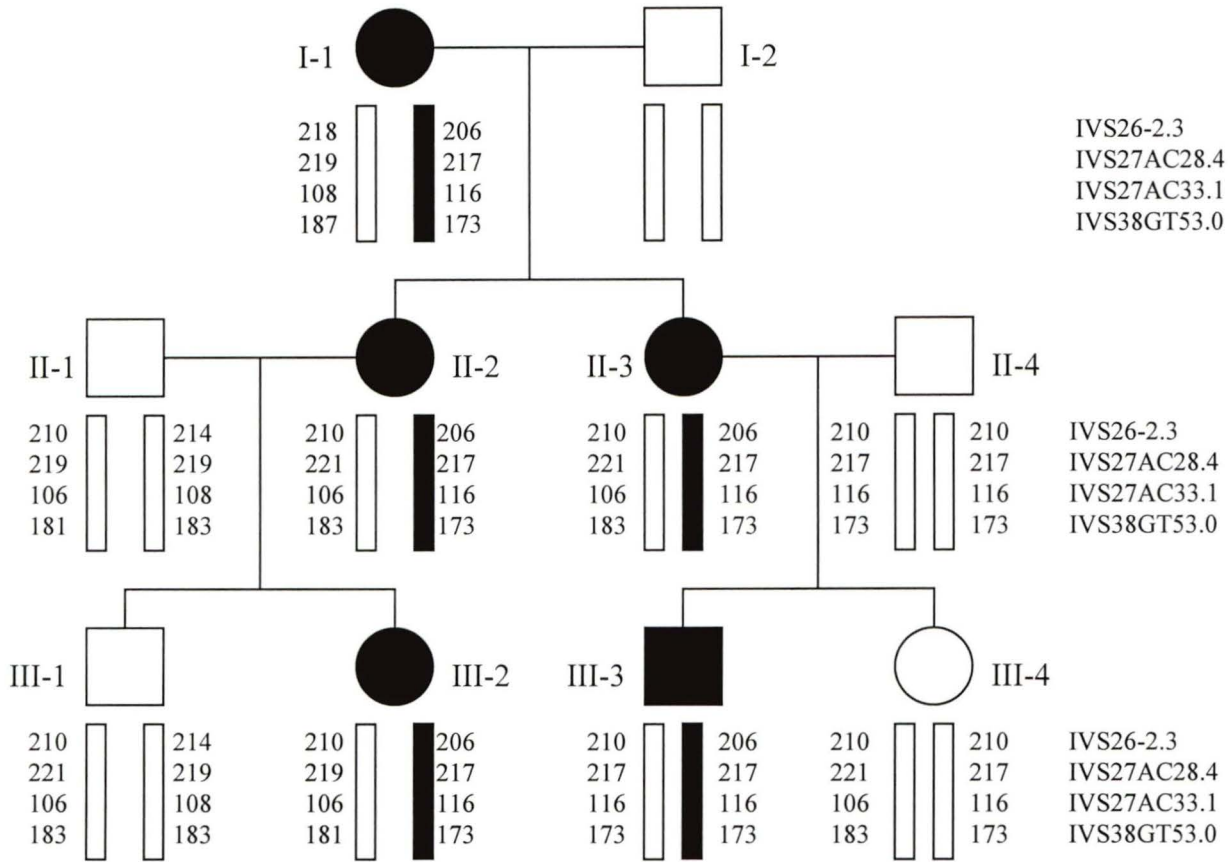 I-1 I-2
218 206 IVS26-2.3
219 217 IVS27AC28.4
108 116 IVS27AC33.1
187 173 IVS38GT53.0
II-1 II-2 II-3 II-4
210 214 210 206 210 206 210 210 IVS26-2.3
219 219 221 217 221 217 217 217 IVS27AC28.4
106 108 106 116 106 116 116 116 IVS27AC33.1
181 183 183 173 183 173 173 173 IVS38GT53.0
III-1 III-2 III-3 III-4
210 214 210 206 210 206 210 210 IVS26-2.3
221 219 219 217 217 217 221 217 IVS27AC28.4
106 108 106 116 116 116 106 116 IVS27AC33.1
183 183 181 173 173 173 183 173 IVS38GT53.0